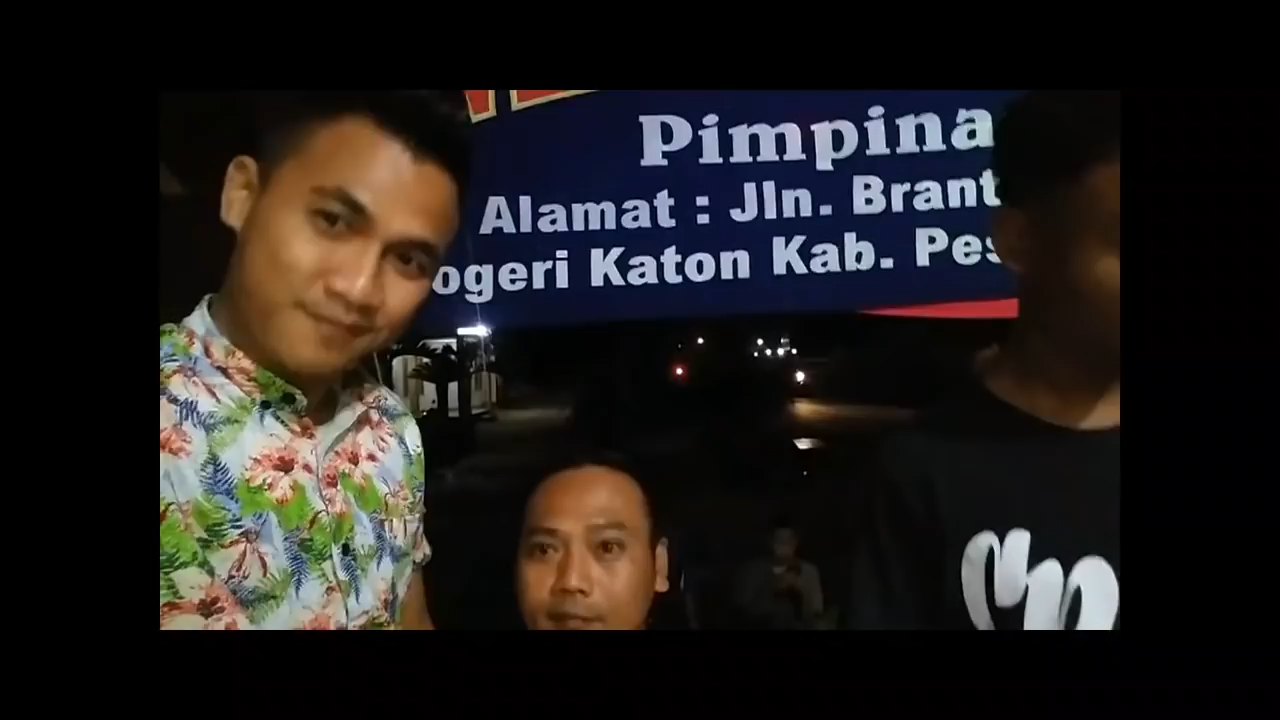 Pimpina
Alamat : Jln. Brant
ogeri Katon Kab. Pes